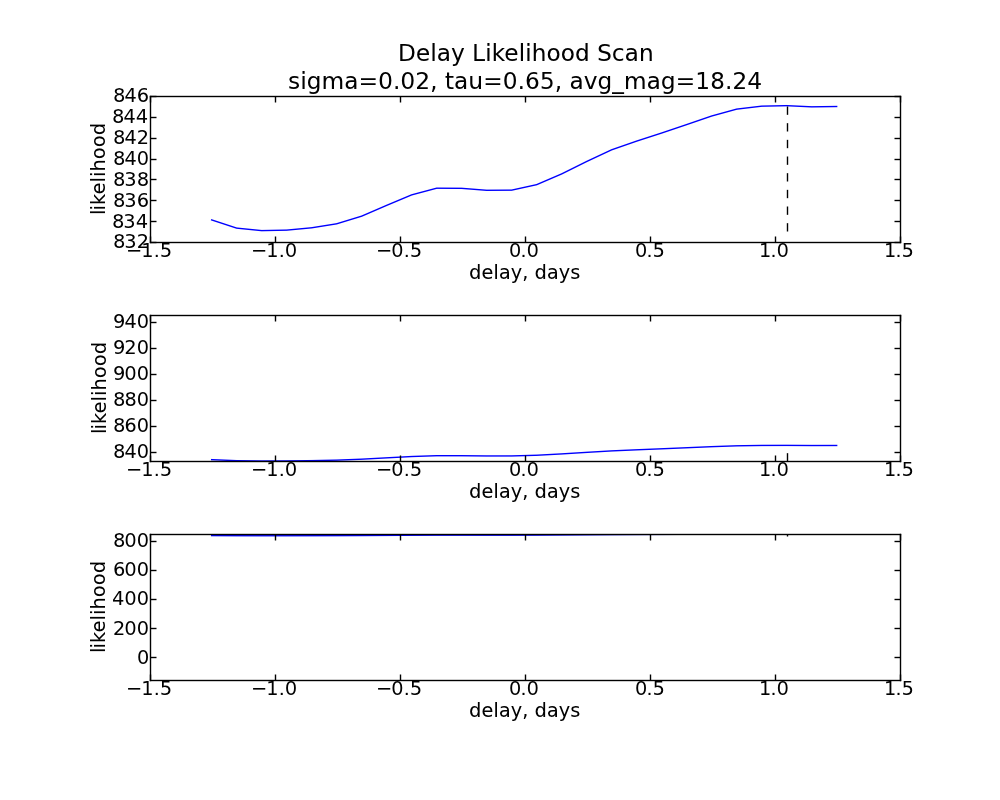 Delay Likelihood Scan
sigma=0.02, tau=0.65, avg_mag=18.24
846
844
842
840
838
836
834
832
likelihood
−1.5 −1.0 −0.5 0.0 0.5 1.0 1.5
delay, days
940
920
900
880
860
840
likelihood
−1.5 −1.0 −0.5 0.0 0.5 1.0 1.5
delay, days
800
600
400
200
0
likelihood
−1.5 −1.0 −0.5 0.0 0.5 1.0 1.5
delay, days